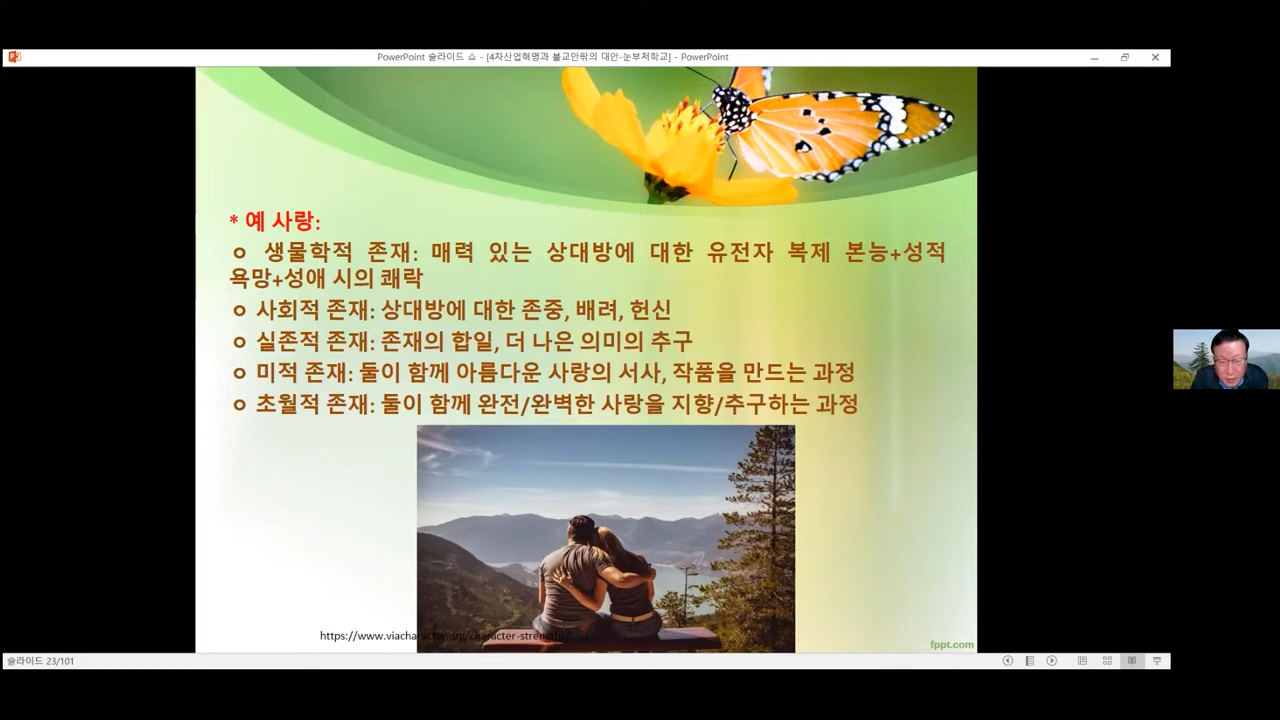 PowerPoint 슬라이드 쇼 - [4차산업혁명과 불교안팎의 대안-눈부처학교] - PowerPoint
* 예 사랑:
ㅇ 생물학적 존재: 매력 있는 상대방에 대한 유전자 복제 본능+성적
욕망+성애 시의 쾌락
ㅇ 사회적 존재: 상대방에 대한 존중, 배려, 헌신
ㅇ 실존적 존재: 존재의 합일, 더 나은 의미의 추구
ㅇ 미적 존재: 둘이 함께 아름다운 사랑의 서사, 작품을 만드는 과정
ㅇ 초월적 존재: 둘이 함께 완전/완벽한 사랑을 지향/추구하는 과정
https://www.viacharacter.org/character-strengths/love
fppt.com
슬라이드 23/101